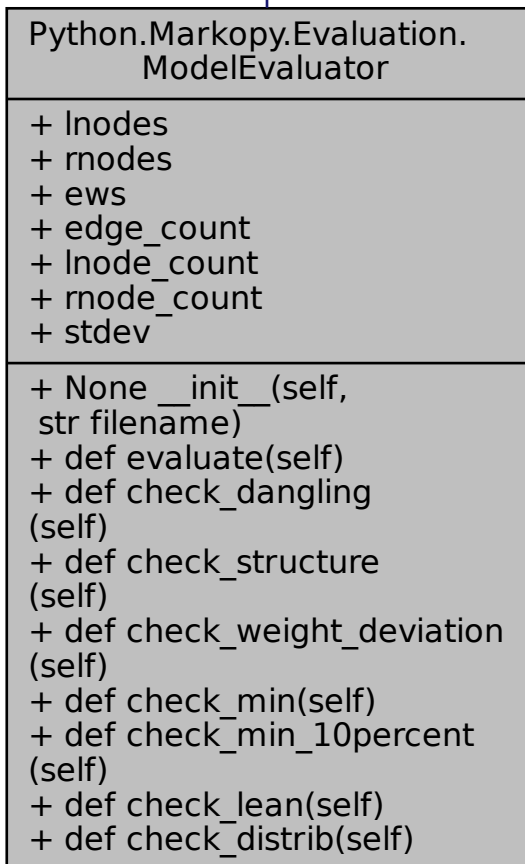 Python.Markopy.Evaluation.
ModelEvaluator
+ lnodes
+ rnodes
+ ews
+ edge_count
+ lnode_count
+ rnode_count
+ stdev
+ None __init__(self,
str filename)
+ def evaluate(self)
+ def check_dangling
(self)
+ def check_structure
(self)
+ def check_weight_deviation
(self)
+ def check_min(self)
+ def check_min_10percent
(self)
+ def check_lean(self)
+ def check_distrib(self)